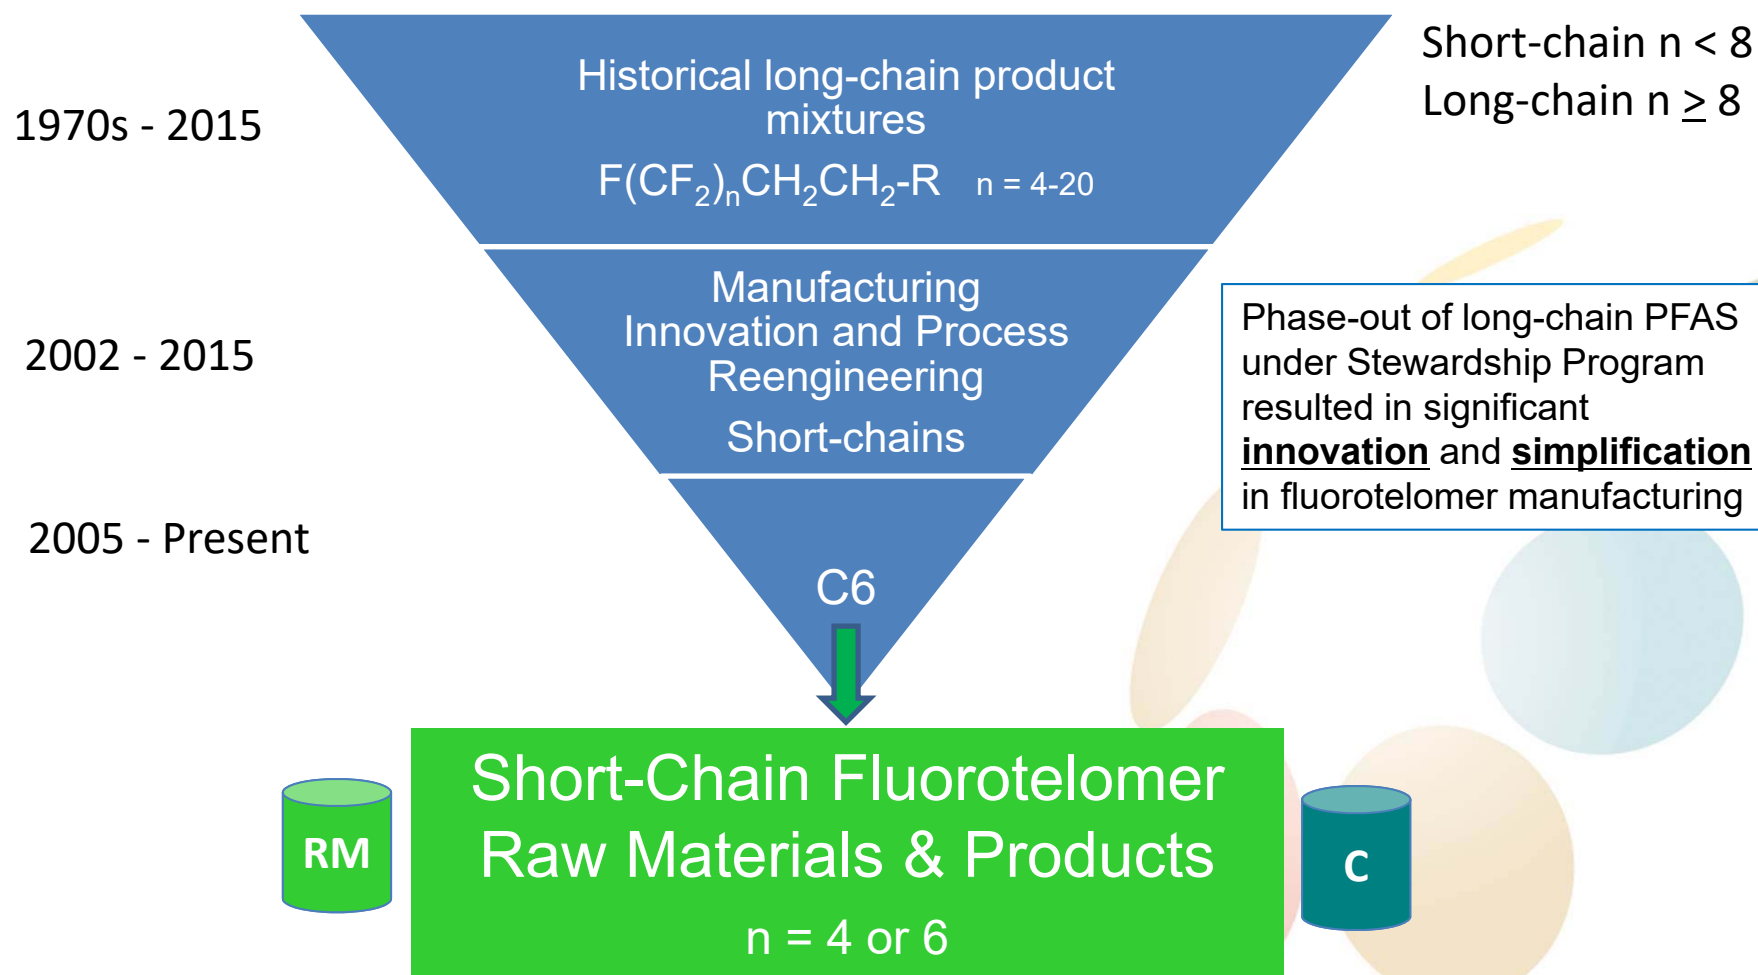 Short-chain n < 8
Long-chain n ≥ 8
1970s - 2015
Historical long-chain product
mixtures
F(CF₂)ₙCH₂CH₂-R n = 4-20
2002 - 2015
Manufacturing
Innovation and Process
Reengineering
Short-chains
Phase-out of long-chain PFAS
under Stewardship Program
resulted in significant
innovation and simplification
in fluorotelomer manufacturing
2005 - Present
C6
Short-Chain Fluorotelomer
Raw Materials & Products
n = 4 or 6
RM
C